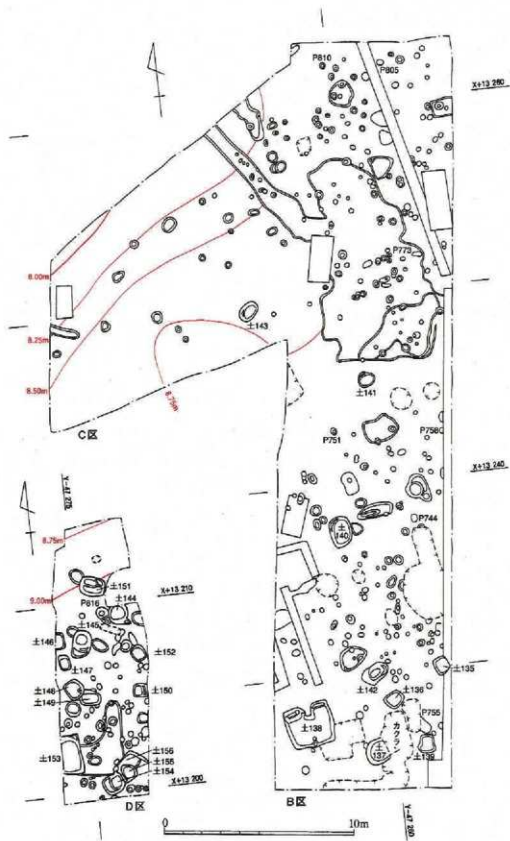 P810
P805
X+13 260
P773
8.00m
8.25m
8.50m
8.75m
土143
C区
土141
P751
P758
X+13 240
土140
P744
Y-47 275
8.75m
9.00m
土151
X+13 210
P816
土144
土145
土146
土152
土147
土146
土149
土150
土135
土142
土136
土138
P755
カクラン
土137
土139
土153
土156
土155
土154
X+13 200
D区
B区
Y-47 260
0
10m